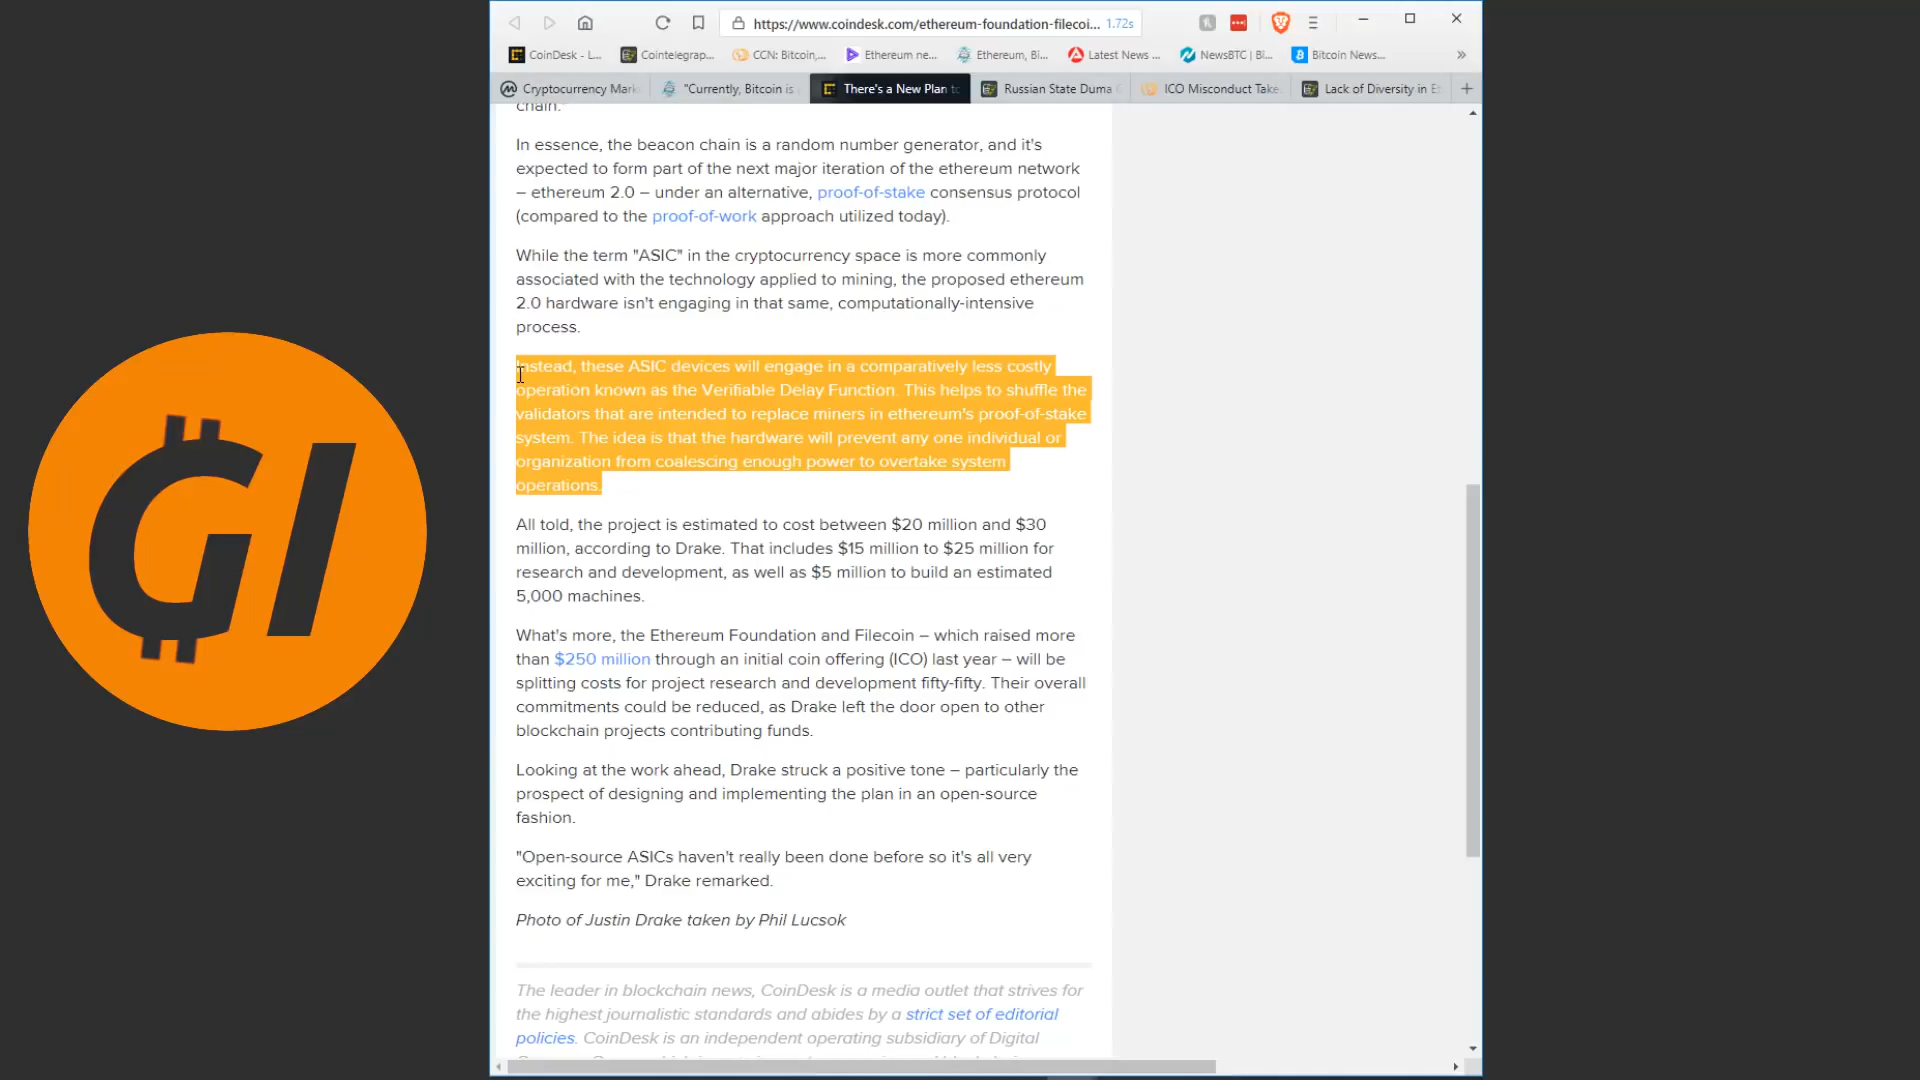 https://www.coindesk.com/ethereum-foundation-filecoi... 1.72s
CoinDesk - L... Cointelegrap... CCN: Bitcoin,... Ethereum ne... Ethereum, Bi... Latest News ... NewsBTC | Bi... Bitcoin News... »
Cryptocurrency Mark "Currently, Bitcoin is There's a New Plan to Russian State Duma ICO Misconduct Take Lack of Diversity in +
chain."
In essence, the beacon chain is a random number generator, and it's
expected to form part of the next major iteration of the ethereum network
– ethereum 2.0 – under an alternative, proof-of-stake consensus protocol
(compared to the proof-of-work approach utilized today).
While the term "ASIC" in the cryptocurrency space is more commonly
associated with the technology applied to mining, the proposed ethereum
2.0 hardware isn't engaging in that same, computationally-intensive
process.
Instead, these ASIC devices will engage in a comparatively less costly
operation known as the Verifiable Delay Function. This helps to shuffle the
validators that are intended to replace miners in ethereum's proof-of-stake
system. The idea is that the hardware will prevent any one individual or
organization from coalescing enough power to overtake system
operations.
All told, the project is estimated to cost between $20 million and $30
million, according to Drake. That includes $15 million to $25 million for
research and development, as well as $5 million to build an estimated
5,000 machines.
What's more, the Ethereum Foundation and Filecoin – which raised more
than $250 million through an initial coin offering (ICO) last year – will be
splitting costs for project research and development fifty-fifty. Their overall
commitments could be reduced, as Drake left the door open to other
blockchain projects contributing funds.
Looking at the work ahead, Drake struck a positive tone – particularly the
prospect of designing and implementing the plan in an open-source
fashion.
"Open-source ASICs haven't really been done before so it's all very
exciting for me," Drake remarked.
Photo of Justin Drake taken by Phil Lucsok
The leader in blockchain news, CoinDesk is a media outlet that strives for
the highest journalistic standards and abides by a strict set of editorial
policies. CoinDesk is an independent operating subsidiary of Digital
GI